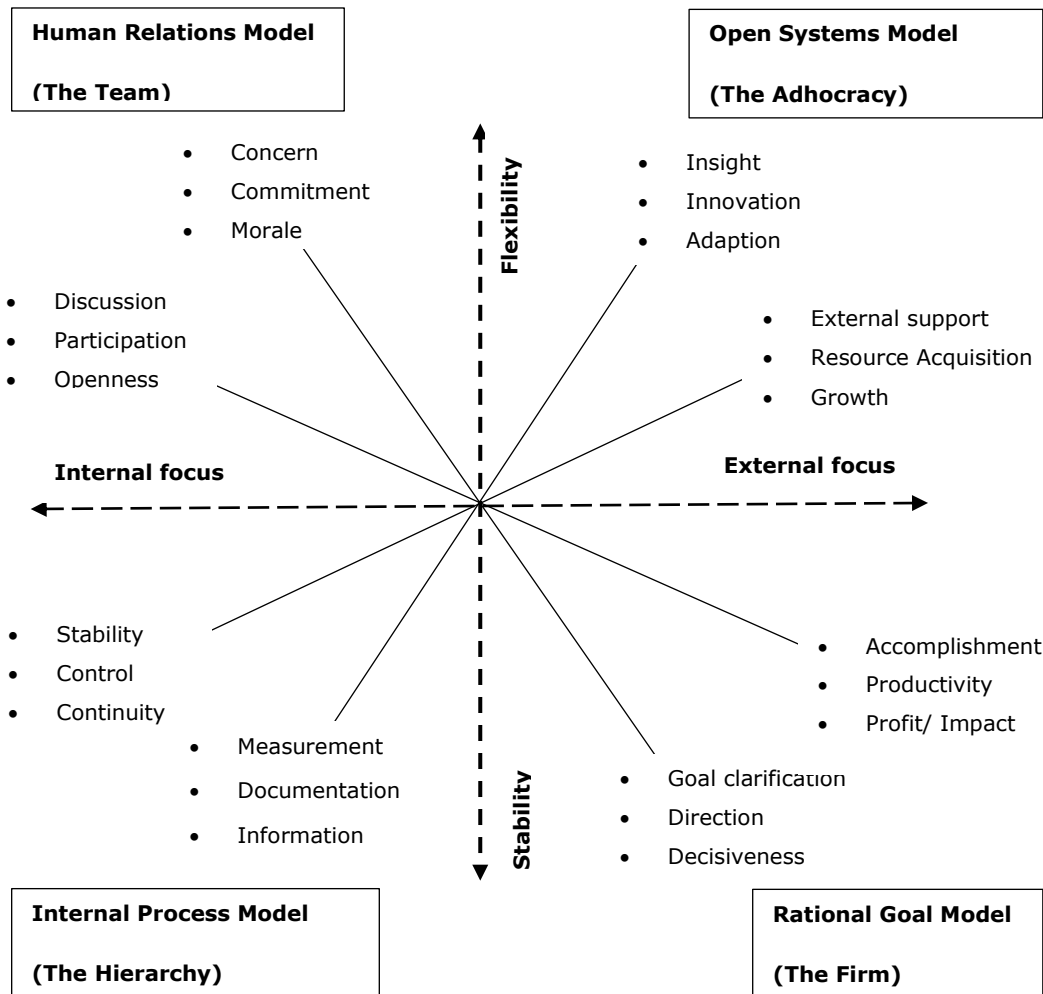 Human Relations Model
(The Team)
Open Systems Model
(The Adhocracy)
• Concern
• Commitment
• Morale
Flexibility
• Insight
• Innovation
• Adaption
• Discussion
• Participation
• Openness
• External support
• Resource Acquisition
• Growth
Internal focus
External focus
• Stability
• Control
• Continuity
• Measurement
• Documentation
• Information
Stability
• Accomplishment
• Productivity
• Profit/ Impact
• Goal clarification
• Direction
• Decisiveness
Internal Process Model
(The Hierarchy)
Rational Goal Model
(The Firm)